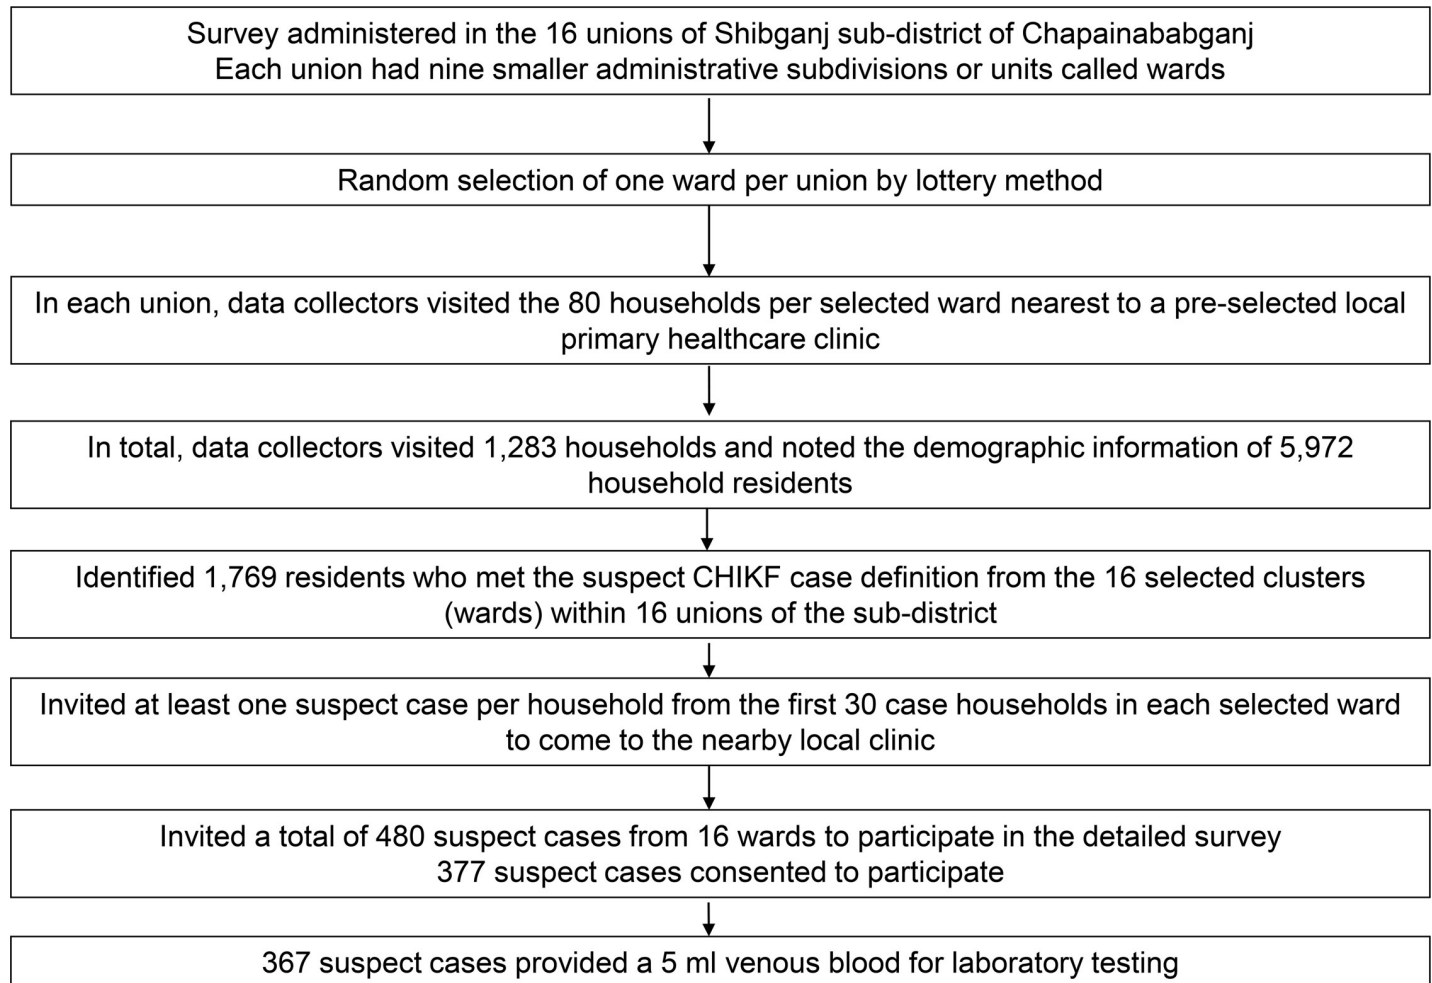 Survey administered in the 16 unions of Shibganj sub-district of Chapainababganj
Each union had nine smaller administrative subdivisions or units called wards
Random selection of one ward per union by lottery method
In each union, data collectors visited the 80 households per selected ward nearest to a pre-selected local
primary healthcare clinic
In total, data collectors visited 1,283 households and noted the demographic information of 5,972
household residents
Identified 1,769 residents who met the suspect CHIKF case definition from the 16 selected clusters
(wards) within 16 unions of the sub-district
Invited at least one suspect case per household from the first 30 case households in each selected ward
to come to the nearby local clinic
Invited a total of 480 suspect cases from 16 wards to participate in the detailed survey
377 suspect cases consented to participate
367 suspect cases provided a 5 ml venous blood for laboratory testing